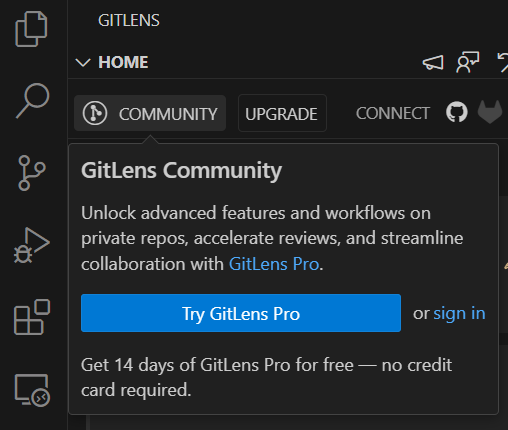 GITLENS
HOME
COMMUNITY UPGRADE CONNECT
GitLens Community
Unlock advanced features and workflows on
private repos, accelerate reviews, and streamline
collaboration with GitLens Pro.
Try GitLens Pro or sign in
Get 14 days of GitLens Pro for free — no credit
card required.